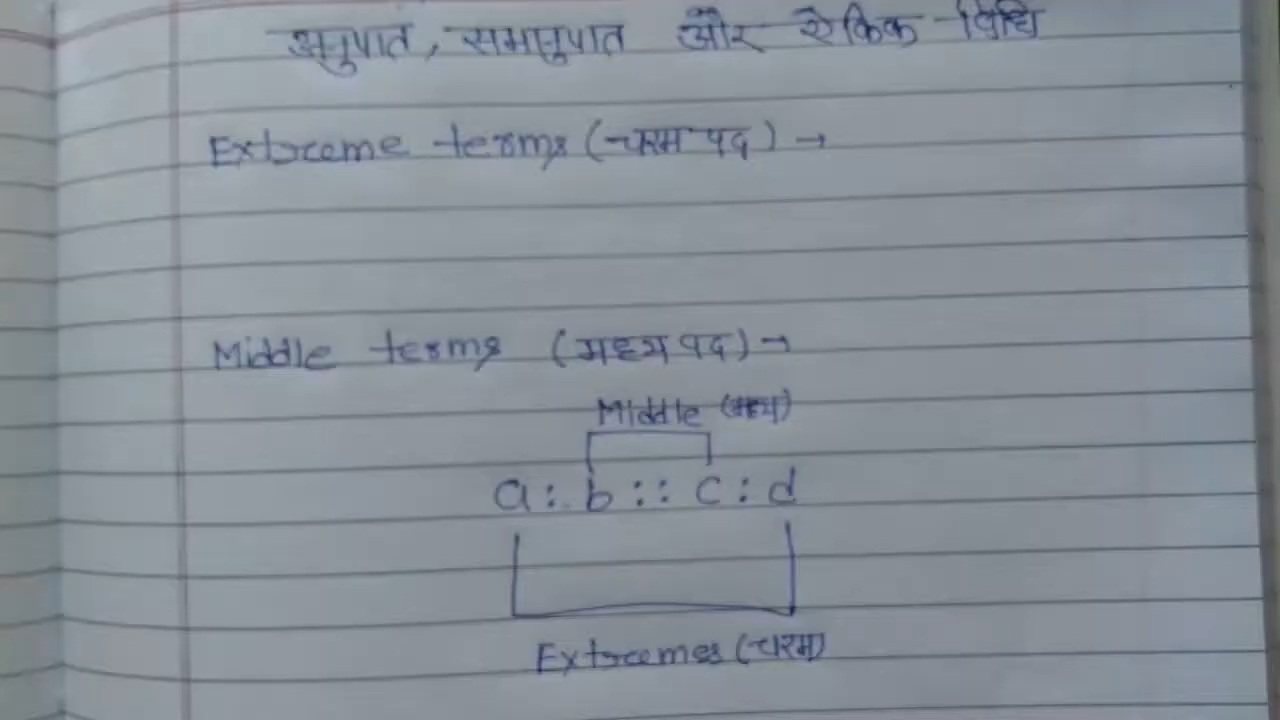 अनुपात, समानुपात और ऐकिक विधि
Extreme terms (चरम पद) →
Middle terms (मध्य पद) →
Middle (मध्य)
a : b :: c : d
Extremes (चरम)